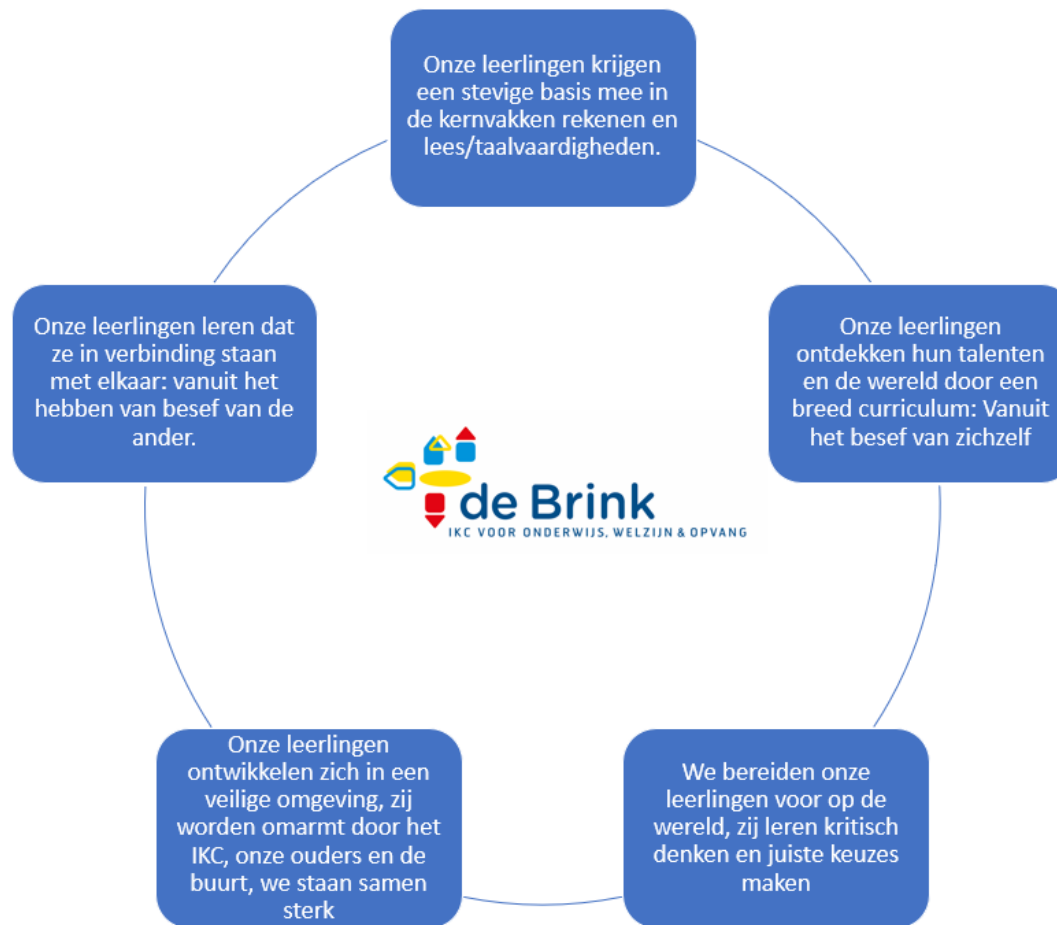 Onze leerlingen krijgen
een stevige basis mee in
de kernvakken rekenen en
lees/taalvaardigheden.
Onze leerlingen
ontdekken hun talenten
en de wereld door een
breed curriculum: Vanuit
het besef van zichzelf
We bereiden onze
leerlingen voor op de
wereld, zij leren kritisch
denken en juiste keuzes
maken
Onze leerlingen
ontwikkelen zich in een
veilige omgeving, zij
worden omarmt door het
IKC, onze ouders en de
buurt, we staan samen
sterk
Onze leerlingen leren dat
ze in verbinding staan
met elkaar: vanuit het
hebben van besef van de
ander.
de Brink
IKC VOOR ONDERWIJS, WELZIJN & OPVANG